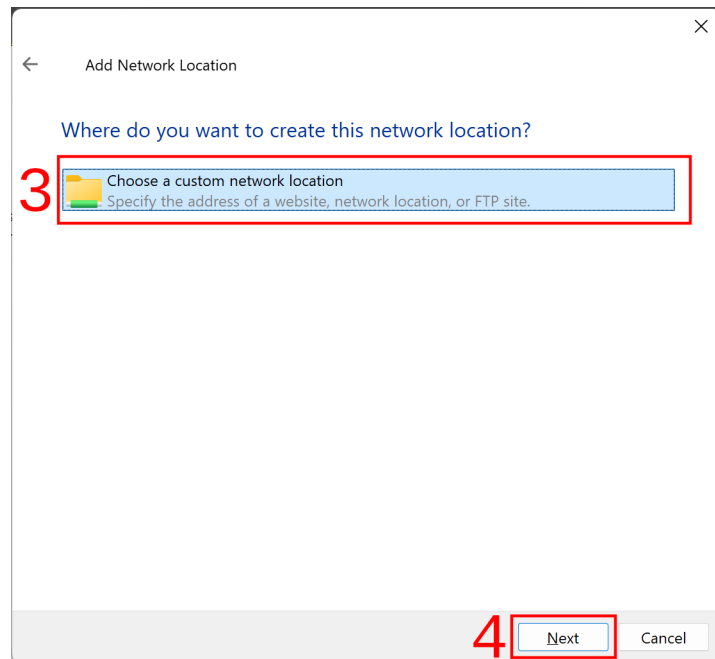 Add Network Location
Where do you want to create this network location?
3
Choose a custom network location
Specify the address of a website, network location, or FTP site.
4
Next
Cancel